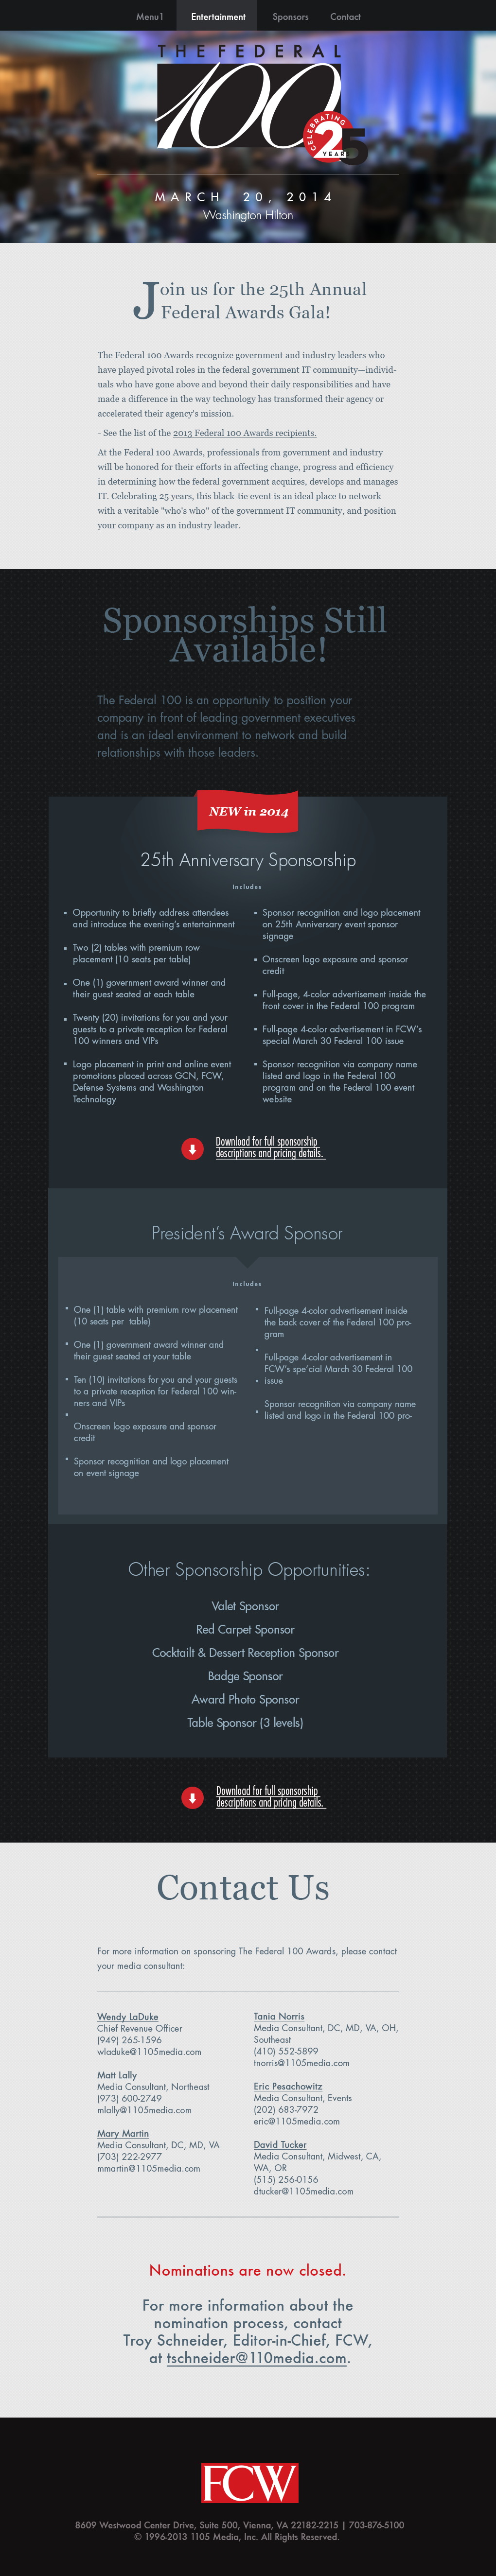 Menu1 Entertainment Sponsors Contact
THE FEDERAL
100
CELEBRATING
25
YEARS
MARCH 20, 2014
Washington Hilton
Join us for the 25th Annual
Federal Awards Gala!
The Federal 100 Awards recognize government and industry leaders who
have played pivotal roles in the federal government IT community—individ-
uals who have gone above and beyond their daily responsibilities and have
made a difference in the way technology has transformed their agency or
accelerated their agency's mission.
- See the list of the 2013 Federal 100 Awards recipients.
At the Federal 100 Awards, professionals from government and industry
will be honored for their efforts in affecting change, progress and efficiency
in determining how the federal government acquires, develops and manages
IT. Celebrating 25 years, this black-tie event is an ideal place to network
with a veritable "who's who" of the government IT community, and position
your company as an industry leader.
Sponsorships Still
Available!
The Federal 100 is an opportunity to position your
company in front of leading government executives
and is an ideal environment to network and build
relationships with those leaders.
NEW in 2014
25th Anniversary Sponsorship
Includes
• Opportunity to briefly address attendees
and introduce the evening's entertainment
• Two (2) tables with premium row
placement (10 seats per table)
• One (1) government award winner and
their guest seated at each table
• Twenty (20) invitations for you and your
guests to a private reception for Federal
100 winners and VIPs
• Logo placement in print and online event
promotions placed across GCN, FCW,
Defense Systems and Washington
Technology
• Sponsor recognition and logo placement
on 25th Anniversary event sponsor
signage
• Onscreen logo exposure and sponsor
credit
• Full-page, 4-color advertisement inside the
front cover in the Federal 100 program
• Full-page 4-color advertisement in FCW's
special March 30 Federal 100 issue
• Sponsor recognition via company name
listed and logo in the Federal 100
program and on the Federal 100 event
website
Download for full sponsorship
descriptions and pricing details.
President's Award Sponsor
Includes
• One (1) table with premium row placement
(10 seats per table)
• One (1) government award winner and
their guest seated at your table
• Ten (10) invitations for you and your guests
to a private reception for Federal 100 win-
ners and VIPs
•
Onscreen logo exposure and sponsor
credit
• Sponsor recognition and logo placement
on event signage
• Full-page 4-color advertisement inside
the back cover of the Federal 100 pro-
gram
•
Full-page 4-color advertisement in
FCW's spe'cial March 30 Federal 100
• issue
• Sponsor recognition via company name
listed and logo in the Federal 100 pro-
Other Sponsorship Opportunities:
Valet Sponsor
Red Carpet Sponsor
Cocktailt & Dessert Reception Sponsor
Badge Sponsor
Award Photo Sponsor
Table Sponsor (3 levels)
Download for full sponsorship
descriptions and pricing details.
Contact Us
For more information on sponsoring The Federal 100 Awards, please contact
your media consultant:
Wendy LaDuke
Chief Revenue Officer
(949) 265-1596
wladuke@1105media.com
Matt Lally
Media Consultant, Northeast
(973) 600-2749
mlally@1105media.com
Mary Martin
Media Consultant, DC, MD, VA
(703) 222-2977
mmartin@1105media.com
Tania Norris
Media Consultant, DC, MD, VA, OH,
Southeast
(410) 552-5899
tnorris@1105media.com
Eric Pesachowitz
Media Consultant, Events
(202) 683-7972
eric@1105media.com
David Tucker
Media Consultant, Midwest, CA,
WA, OR
(515) 256-0156
dtucker@1105media.com
Nominations are now closed.
For more information about the
nomination process, contact
Troy Schneider, Editor-in-Chief, FCW,
at tschneider@110media.com.
FCW
8609 Westwood Center Drive, Suite 500, Vienna, VA 22182-2215 | 703-876-5100
© 1996-2013 1105 Media, Inc. All Rights Reserved.